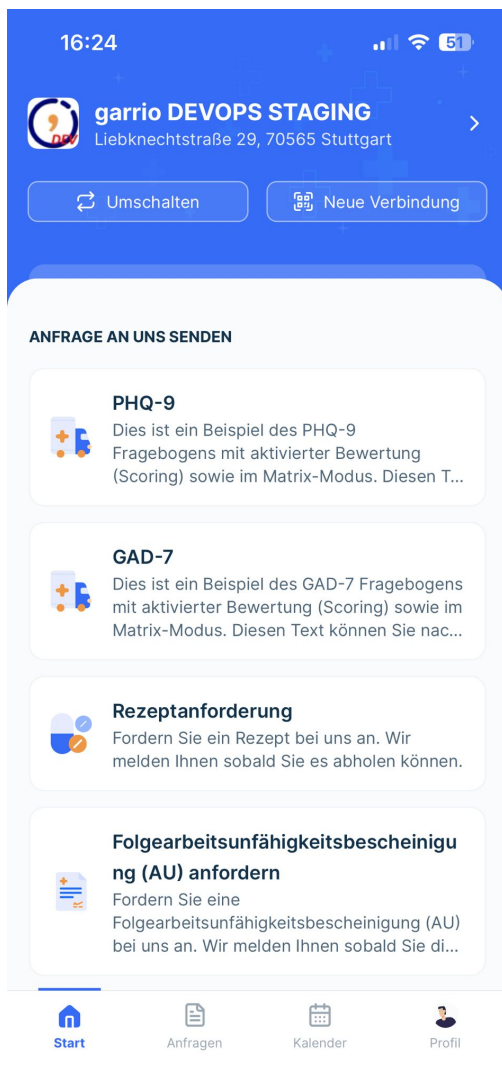 16:24
51
DEV
garrio DEVOPS STAGING
Liebknechtstraße 29, 70565 Stuttgart
Umschalten
Neue Verbindung
ANFRAGE AN UNS SENDEN
PHQ-9
Dies ist ein Beispiel des PHQ-9
Fragebogens mit aktivierter Bewertung
(Scoring) sowie im Matrix-Modus. Diesen T...
GAD-7
Dies ist ein Beispiel des GAD-7 Fragebogens
mit aktivierter Bewertung (Scoring) sowie im
Matrix-Modus. Diesen Text können Sie nac...
Rezeptanforderung
Fordern Sie ein Rezept bei uns an. Wir
melden Ihnen sobald Sie es abholen können.
Folgearbeitsunfähigkeitsbescheinigu
ng (AU) anfordern
Fordern Sie eine
Folgearbeitsunfähigkeitsbescheinigung (AU)
bei uns an. Wir melden Ihnen sobald Sie di...
Start
Anfragen
Kalender
Profil